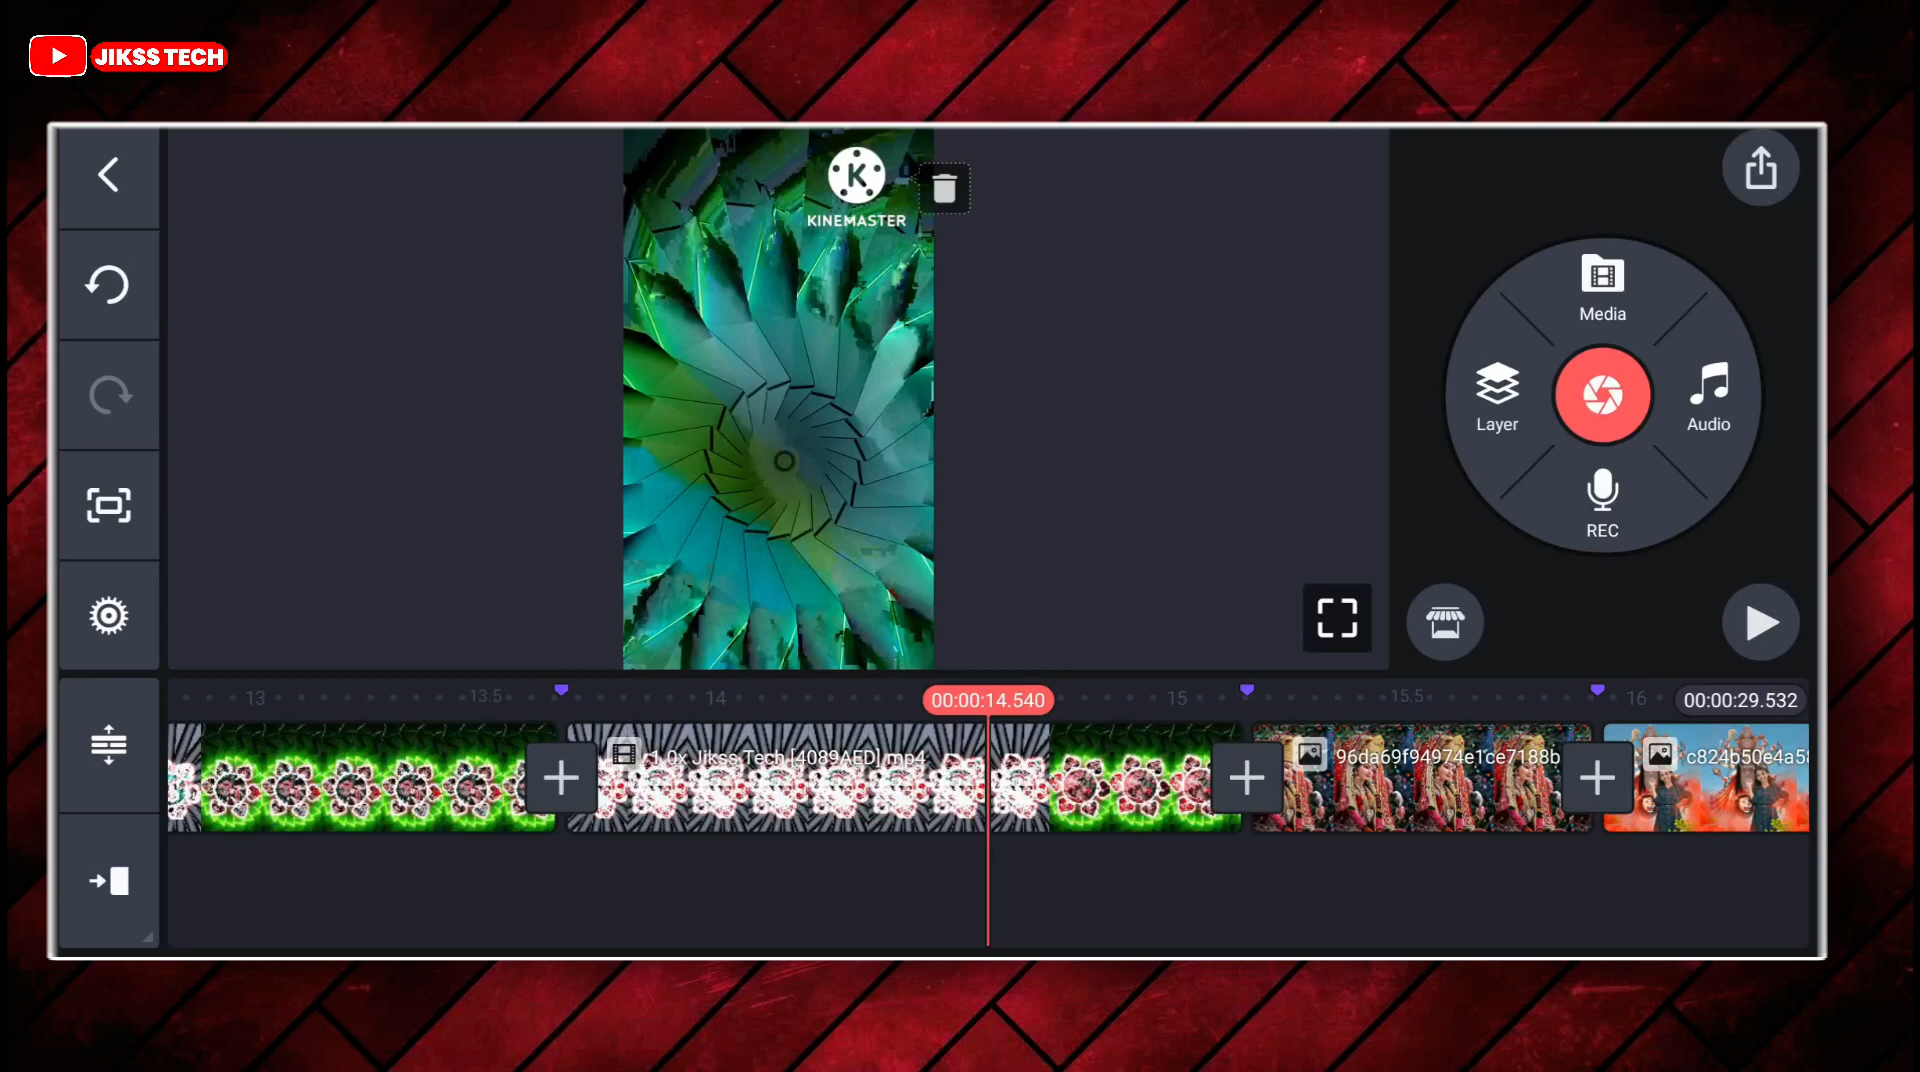 JIKSS TECH
KINEMASTER
Media
Layer
Audio
REC
13
13.5
14
00:00:14.540
15
15.5
16
00:00:29.532
1.0x Jikss Tech [4089AED].mp4
96da69f94974e1ce7188b
c824b50e4a58